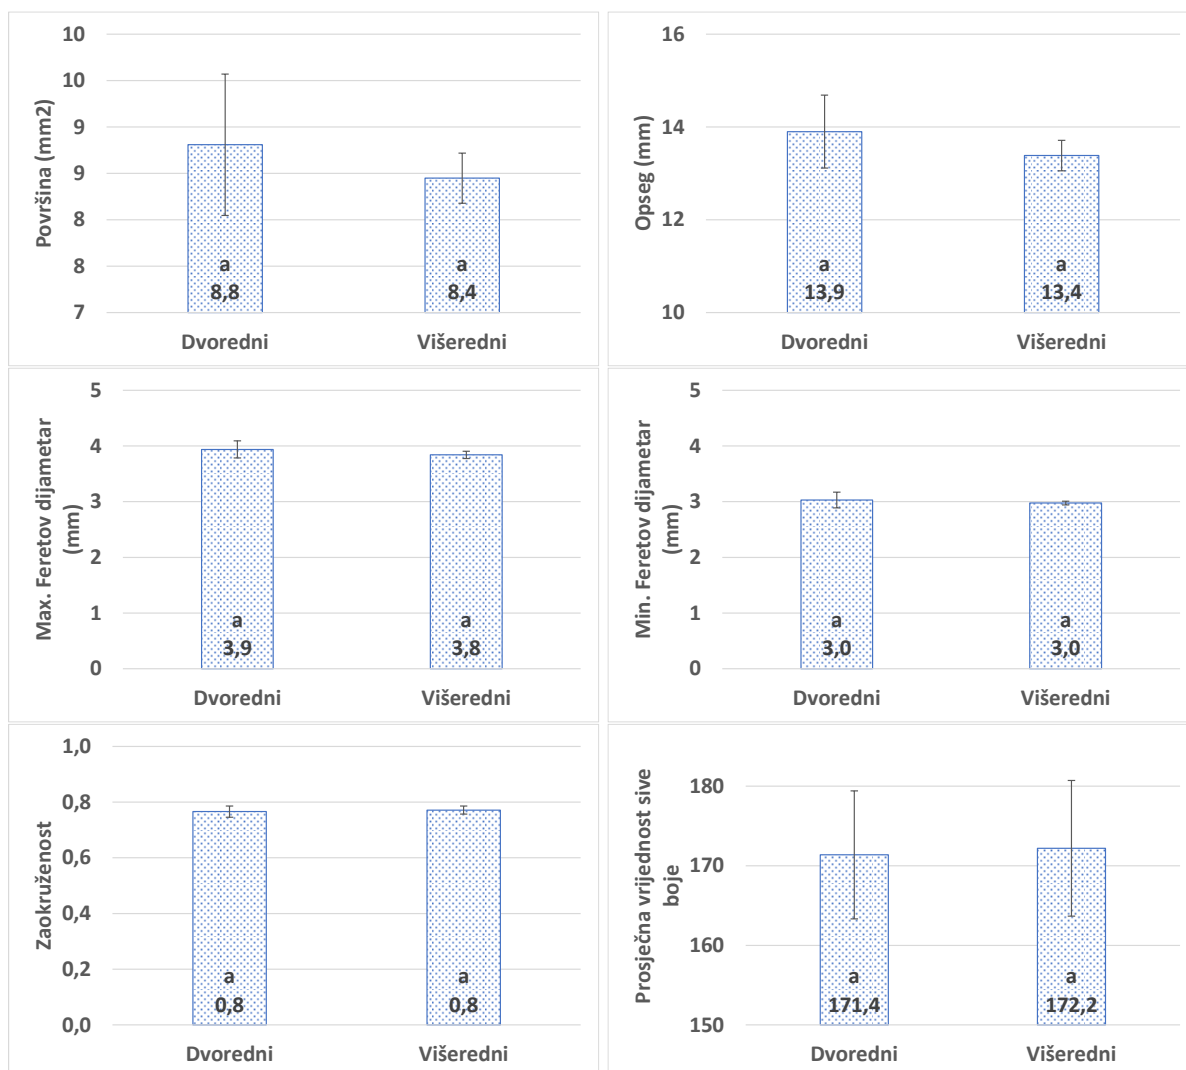 Površina (mm2)
10
10
9
9
8
8
7
a
8,8
a
8,4
Dvoredni
Višeredni
Opseg (mm)
16
14
12
10
a
13,9
a
13,4
Dvoredni
Višeredni
Max. Feretov dijametar
(mm)
5
4
3
2
1
0
a
3,9
a
3,8
Dvoredni
Višeredni
Min. Feretov dijametar
(mm)
5
4
3
2
1
0
a
3,0
a
3,0
Dvoredni
Višeredni
Zaokruženost
1,0
0,8
0,6
0,4
0,2
0,0
a
0,8
a
0,8
Dvoredni
Višeredni
Prosječna vrijednost sive
boje
180
170
160
150
a
171,4
a
172,2
Dvoredni
Višeredni